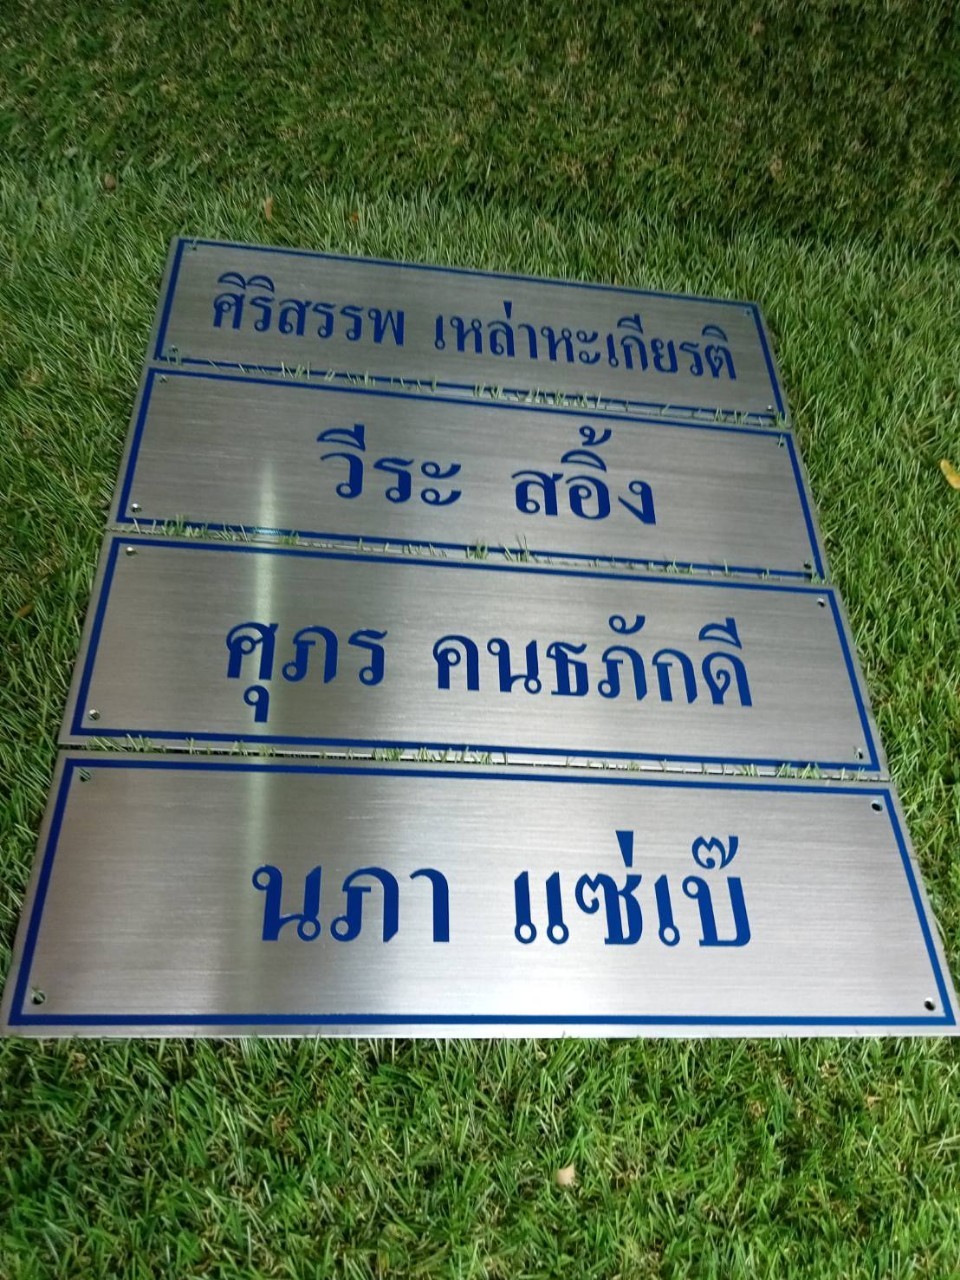 ศิริสรรพ เหล่าหะเกียรติ
วีระ สอิ้ง
ศุภร คนธภักดี
นภา แซ่เบ๊